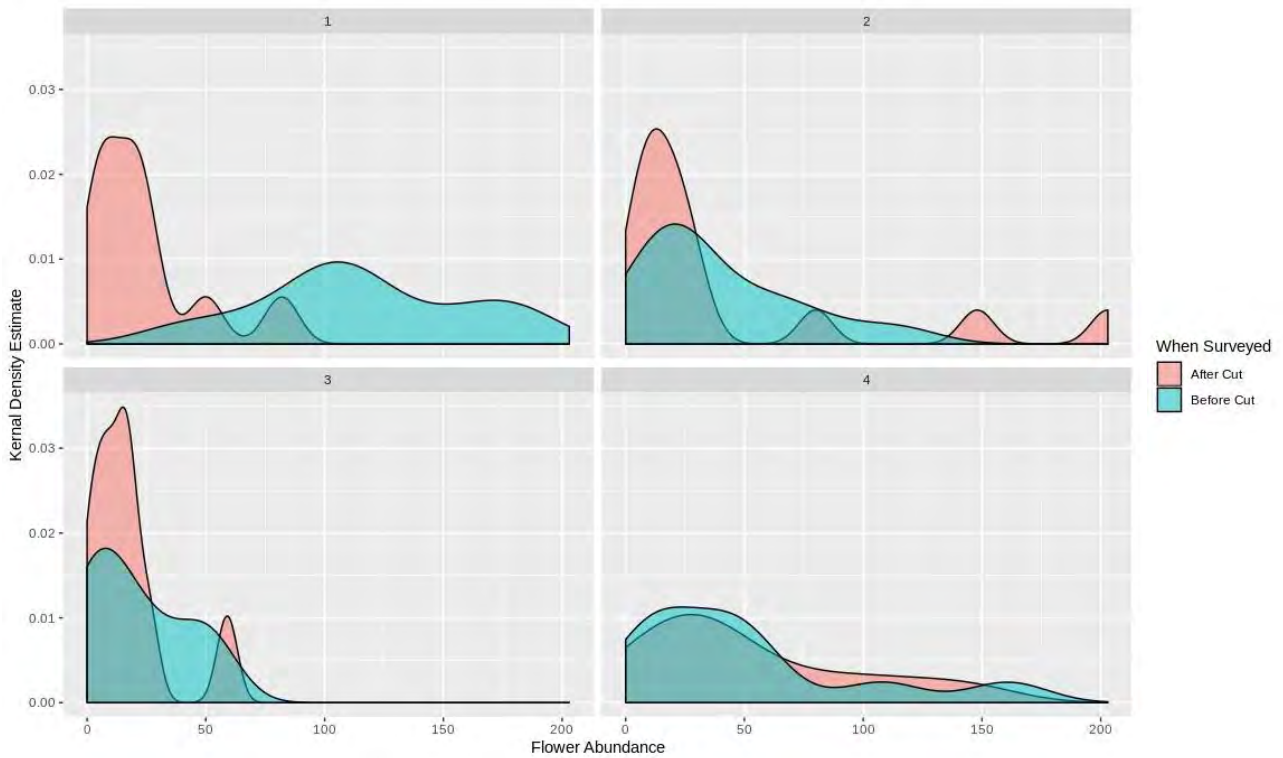 1
2
0.03
0.02
0.01
0.00
3
4
0.03
0.02
0.01
0.00
0 50 100 150 200
0 50 100 150 200
Kernal Density Estimate
Flower Abundance
When Surveyed
After Cut
Before Cut